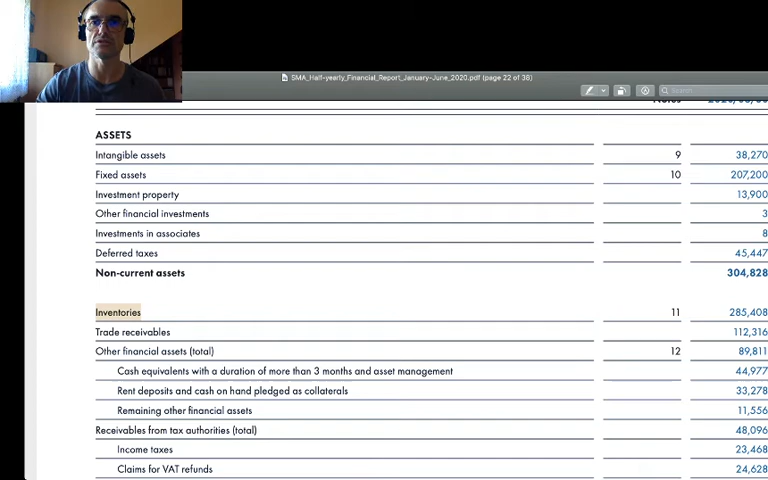 SMA_Half-yearly_Financial_Report_January-June_2020.pdf (page 22 of 38)
Search
Notes
ASSETS
Intangible assets 9 38,270
Fixed assets 10 207,200
Investment property 13,900
Other financial investments 3
Investments in associates 8
Deferred taxes 45,447
Non-current assets 304,828
Inventories 11 285,408
Trade receivables 112,316
Other financial assets (total) 12 89,811
Cash equivalents with a duration of more than 3 months and asset management 44,977
Rent deposits and cash on hand pledged as collaterals 33,278
Remaining other financial assets 11,556
Receivables from tax authorities (total) 48,096
Income taxes 23,468
Claims for VAT refunds 24,628